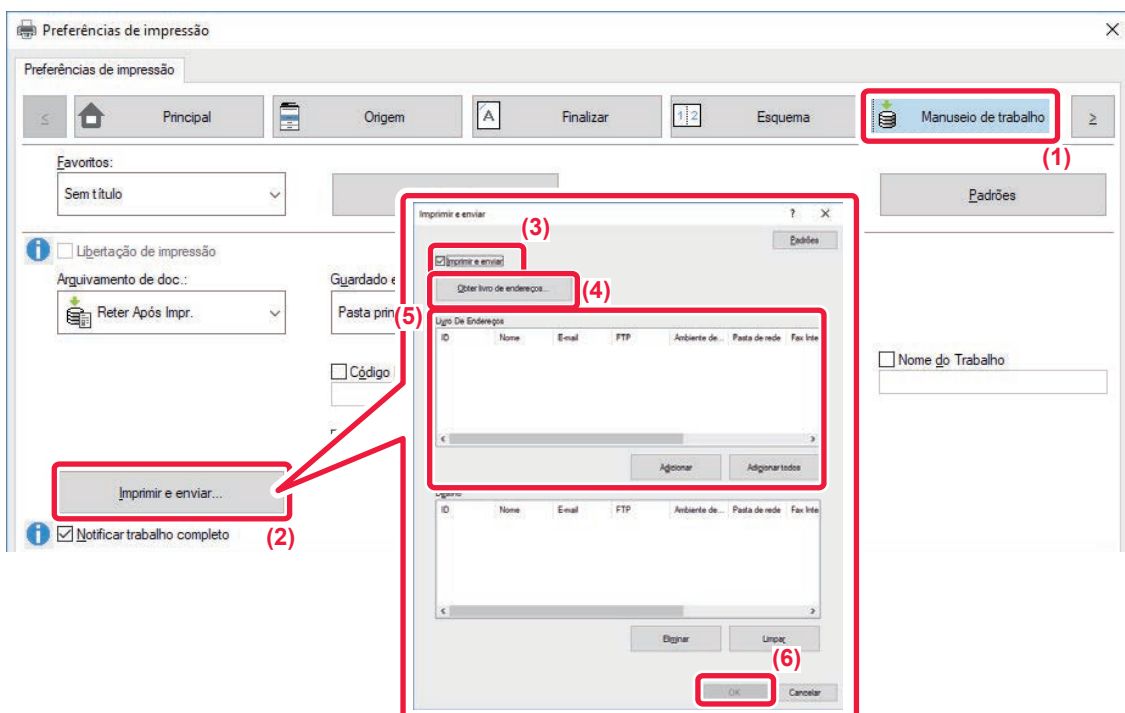 Preferências de impressão
Preferências de impressão
Principal
Origem
Finalizar
Esquema
Manuseio de trabalho
(1)
Favoritos:
Sem título
Padrões
Libertação de impressão
Arquivamento de doc.:
Reter Após Impr.
Guardado e
Pasta prin
Código
Nome do Trabalho
Imprimir e enviar...
(2)
Notificar trabalho completo
Imprimir e enviar
Padrões
(3)
Imprimir e enviar
Obter livro de endereços...
(4)
(5)
Livro De Endereços
ID Nome E-mail FTP Ambiente de... Pasta de rede Fax Inte
Adicionar Adicionar todos
ID Nome E-mail FTP Ambiente de... Pasta de rede Fax Inte
Eliminar Limpar
(6)
OK Cancelar